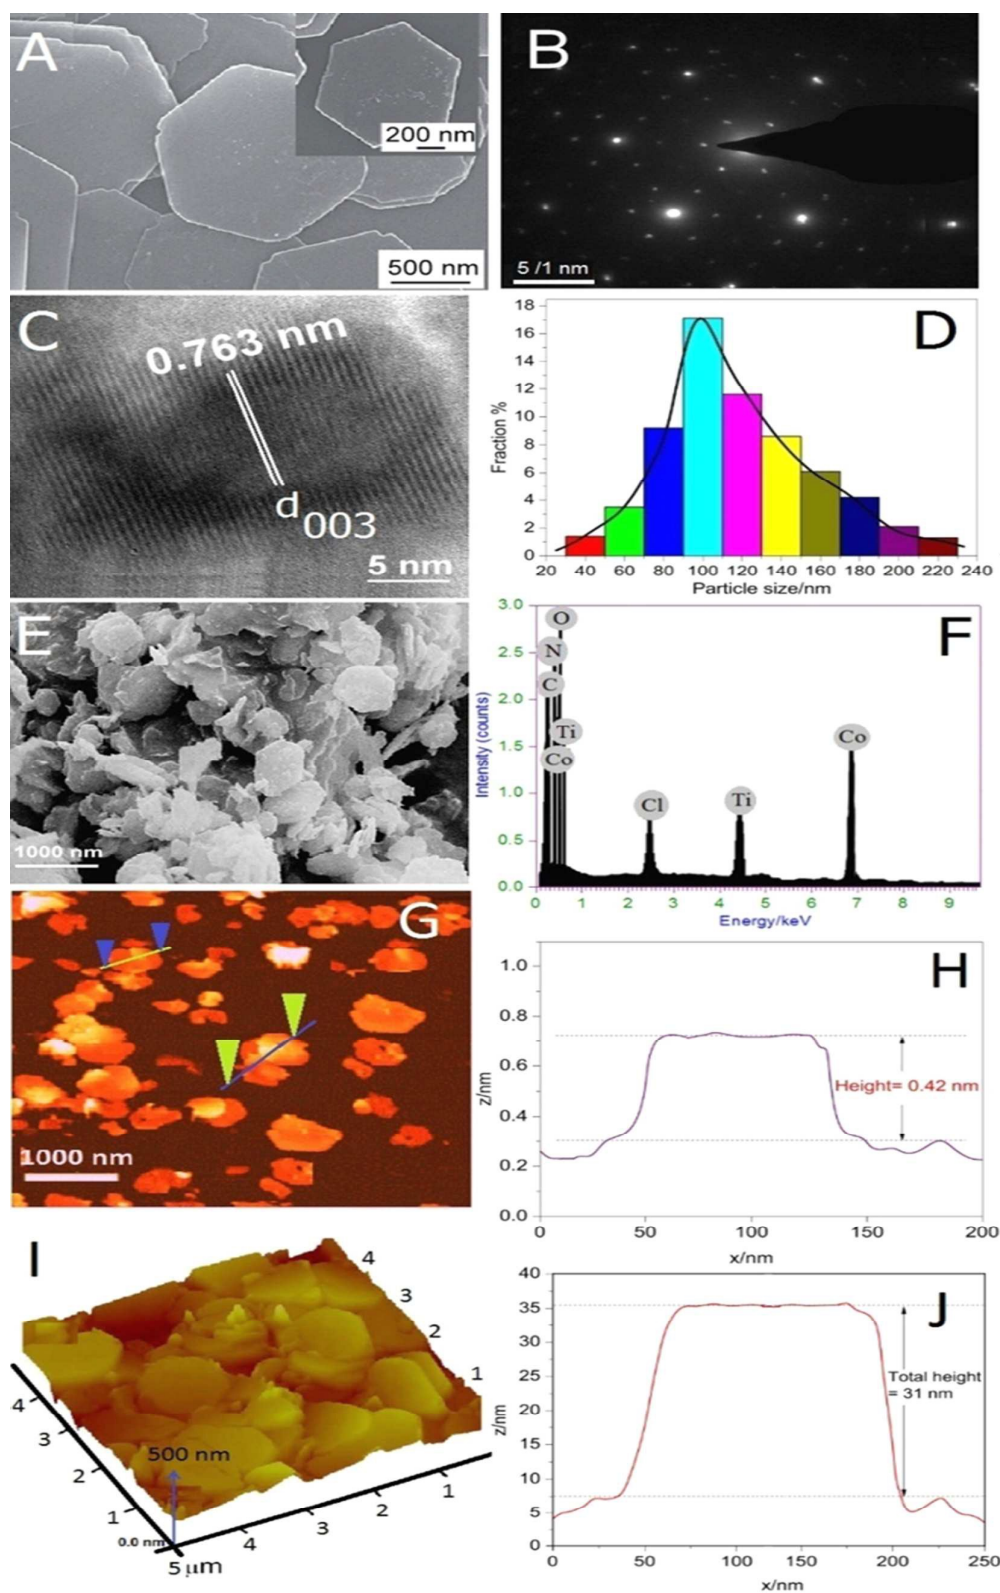 A
200 nm
500 nm
B
5 /1 nm
C
0.763 nm
d003
5 nm
D
Fraction %
18
16
14
12
10
8
6
4
2
0
20 40 60 80 100 120 140 160 180 200 220 240
Particle size/nm
E
1000 nm
F
Intensity (counts)
3.0
2.5
2.0
1.5
1.0
0.5
0.0
O
N
C
Ti
Co
Cl
Ti
Co
0 1 2 3 4 5 6 7 8 9
Energy/keV
G
1000 nm
H
z/nm
1.0
0.8
0.6
0.4
0.2
0.0
Height= 0.42 nm
0 50 100 150 200
x/nm
I
4
3
2
1
4
3
2
1
500 nm
0.0 nm
5 μm
4
3
2
1
J
z/nm
40
35
30
25
20
15
10
5
0
Total height
= 31 nm
0 50 100 150 200 250
x/nm